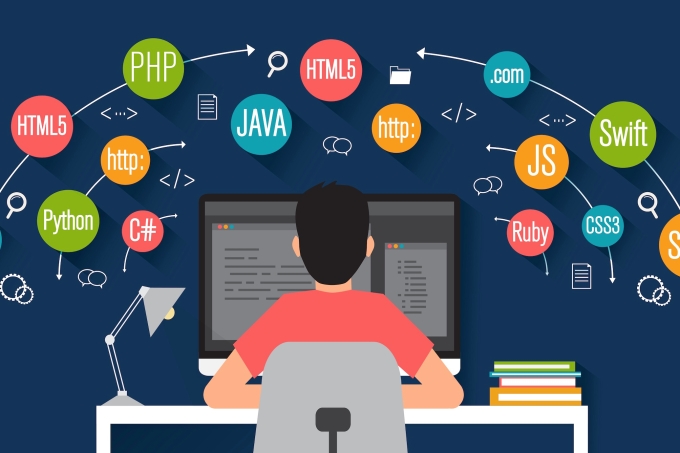 PHP
HTML5
.com
HTML5
JAVA
http:
Swift
http:
JS
Python
C#
Ruby
CSS3
S